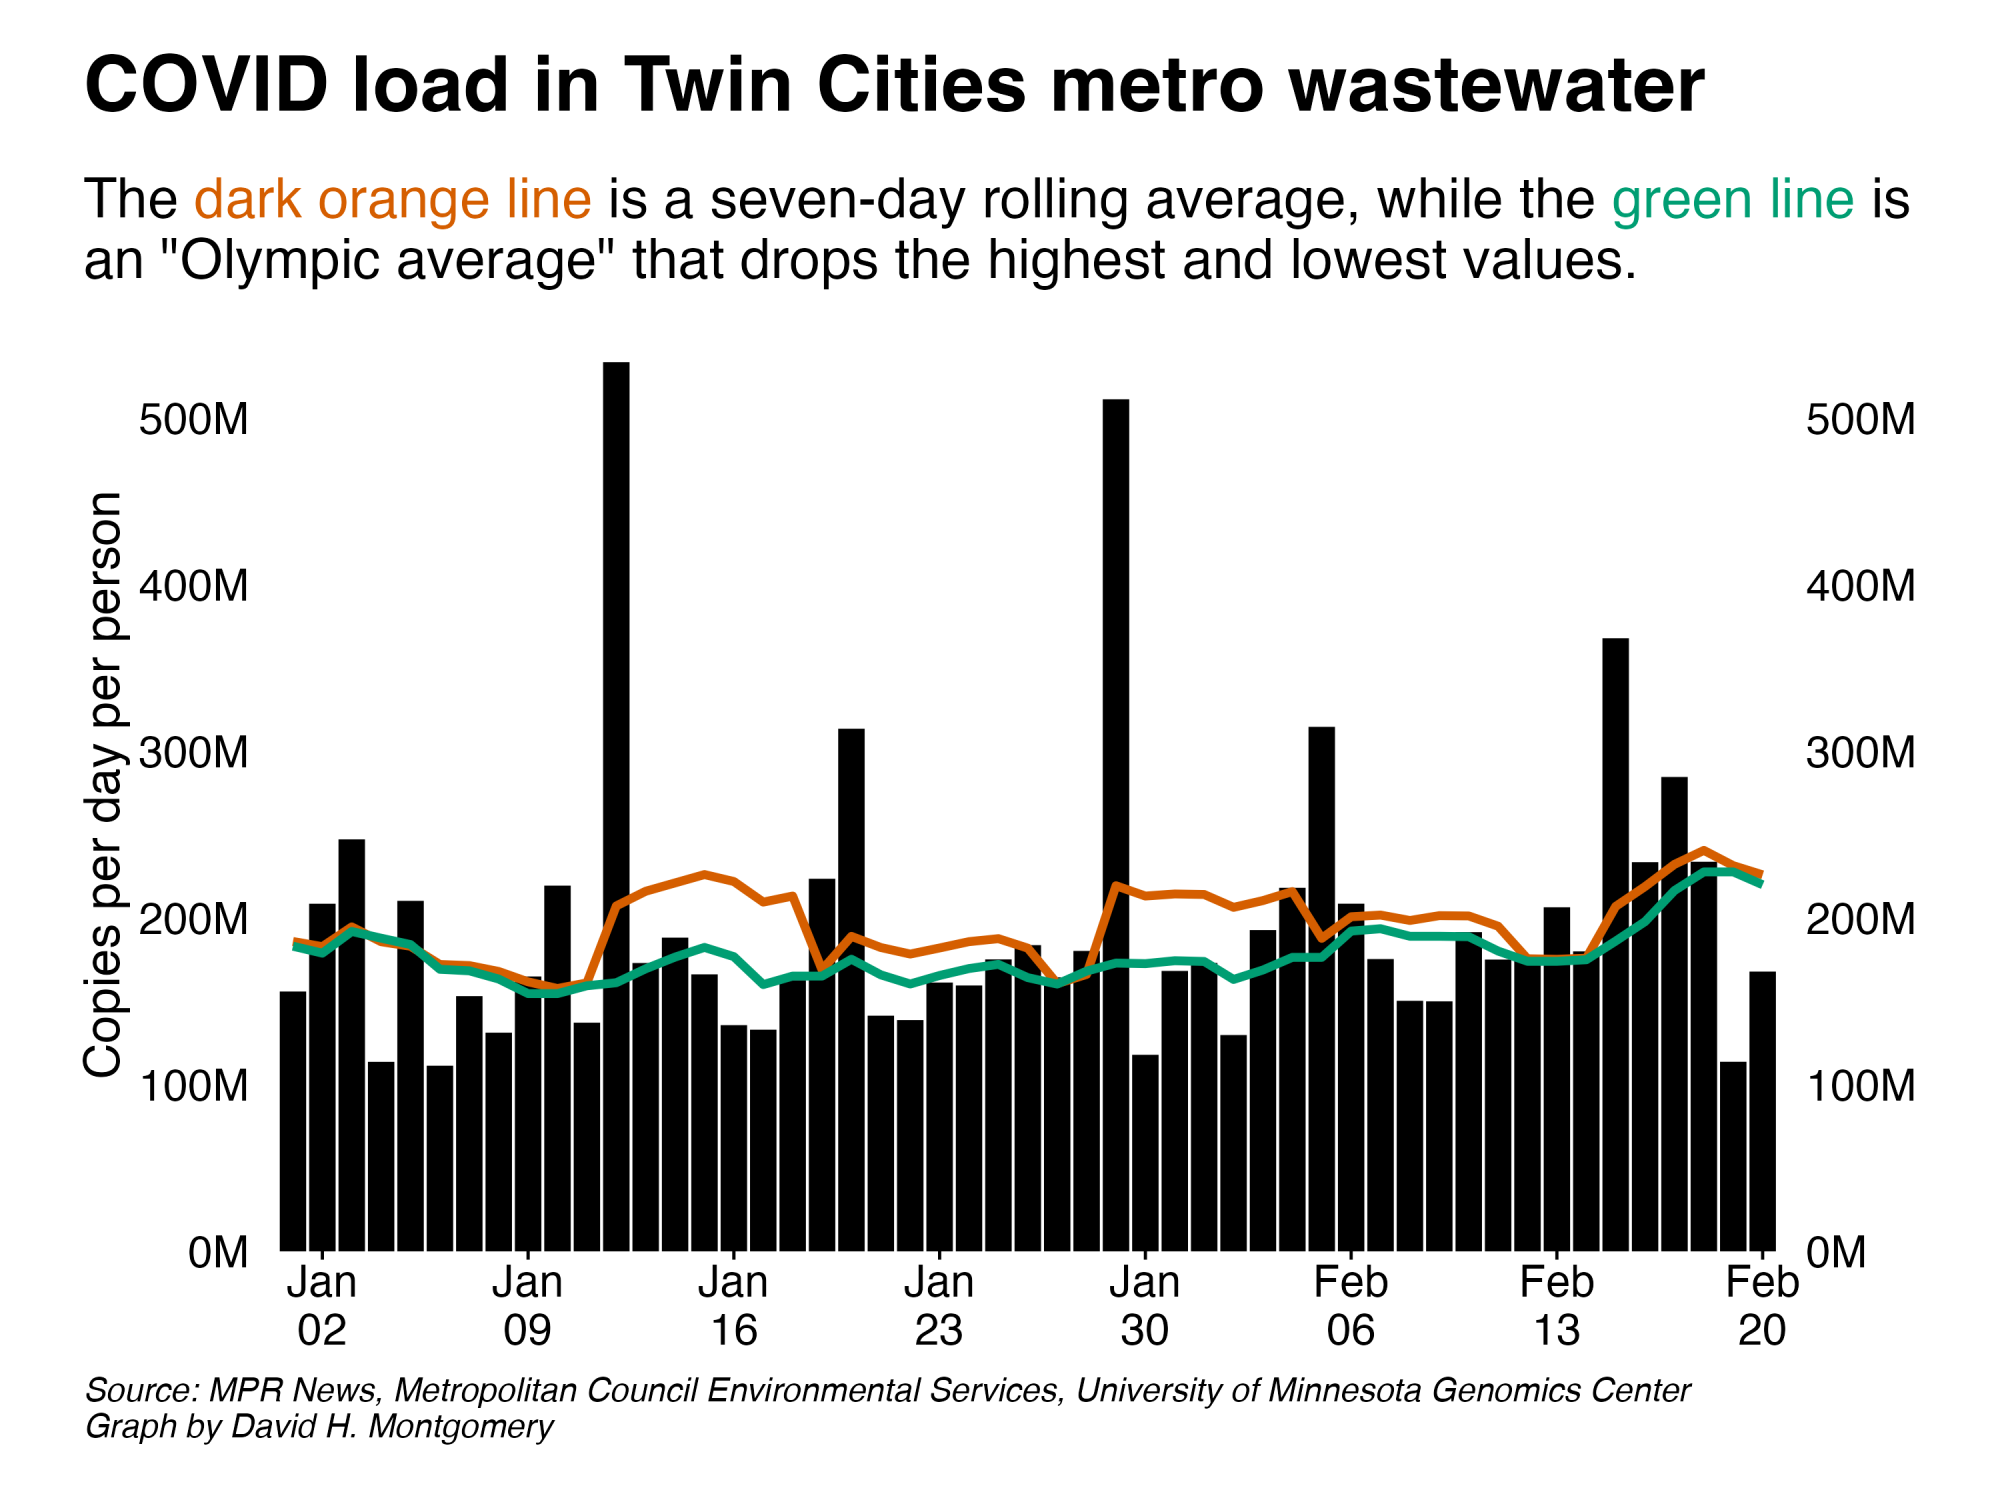 COVID load in Twin Cities metro wastewater
The dark orange line is a seven-day rolling average, while the green line is
an "Olympic average" that drops the highest and lowest values.
Copies per day per person
500M
400M
300M
200M
100M
0M
500M
400M
300M
200M
100M
0M
Jan
02
Jan
09
Jan
16
Jan
23
Jan
30
Feb
06
Feb
13
Feb
20
Source: MPR News, Metropolitan Council Environmental Services, University of Minnesota Genomics Center
Graph by David H. Montgomery